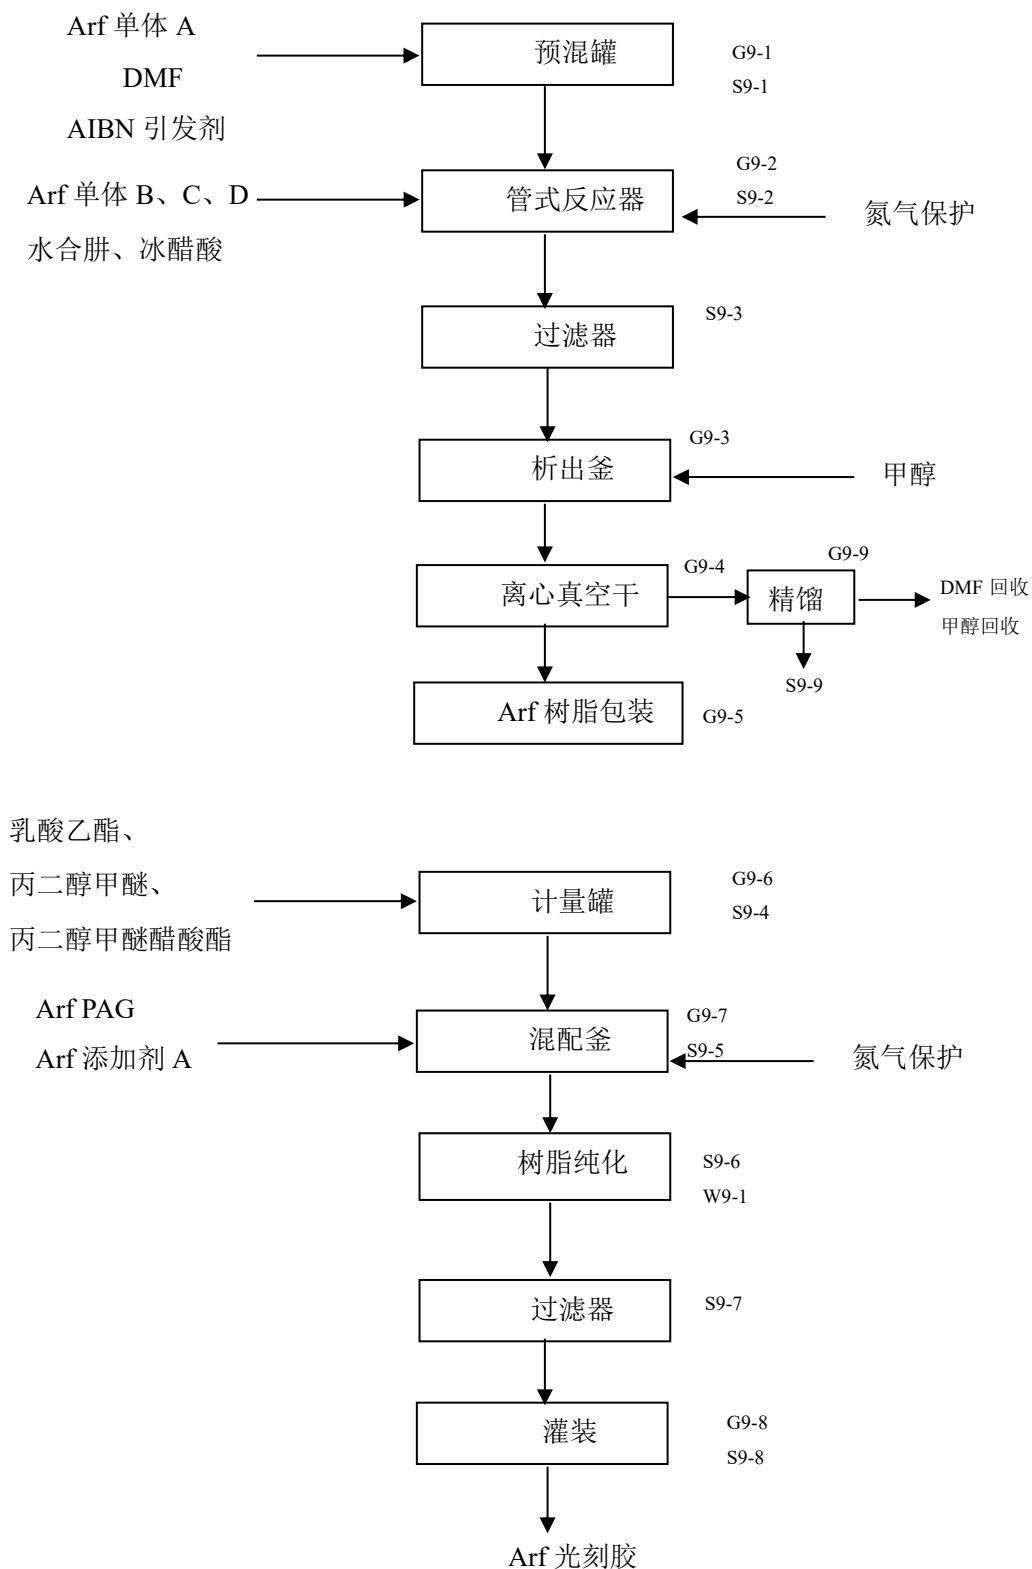 Arf 单体 A
预混罐
G9-1
DMF
S9-1
AIBN 引发剂
G9-2
Arf 单体 B、C、D
管式反应器
S9-2
氮气保护
水合肼、冰醋酸
S9-3
过滤器
G9-3
析出釜
甲醇
G9-9
G9-4
离心真空干
精馏
DMF 回收
甲醇回收
S9-9
Arf 树脂包装
G9-5
乳酸乙酯、
丙二醇甲醚、
计量罐
G9-6
S9-4
丙二醇甲醚醋酸酯
Arf PAG
G9-7
混配釜
Arf 添加剂 A
S9-5
氮气保护
树脂纯化
S9-6
W9-1
过滤器
S9-7
灌装
G9-8
S9-8
Arf 光刻胶